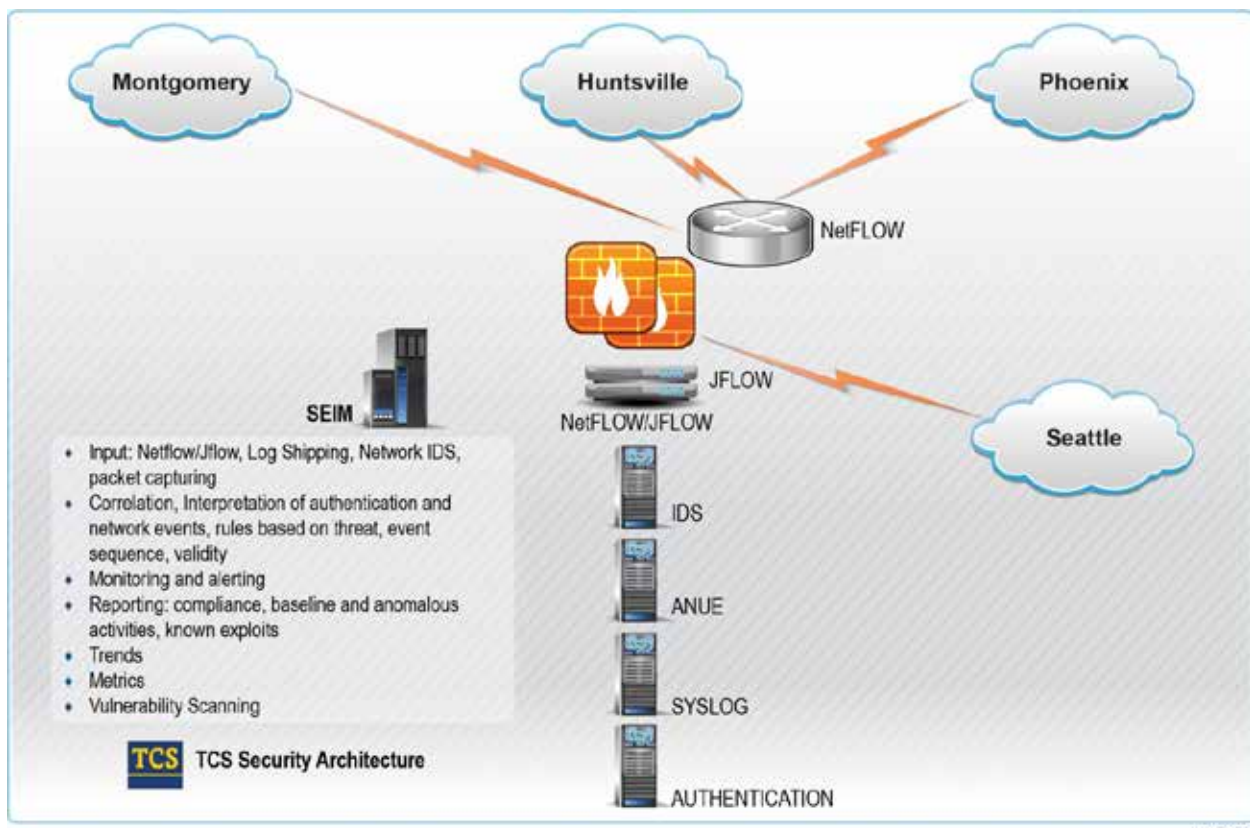 Montgomery
Huntsville
Phoenix
NetFLOW
JFLOW
SEIM
NetFLOW/JFLOW
Seattle
• Input: Netflow/Jflow, Log Shipping, Network IDS,
packet capturing
• Correlation, Interpretation of authentication and
network events, rules based on threat, event
sequence, validity
• Monitoring and alerting
• Reporting: compliance, baseline and anomalous
activities, known exploits
• Trends
• Metrics
• Vulnerability Scanning
IDS
ANUE
SYSLOG
AUTHENTICATION
TCS TCS Security Architecture